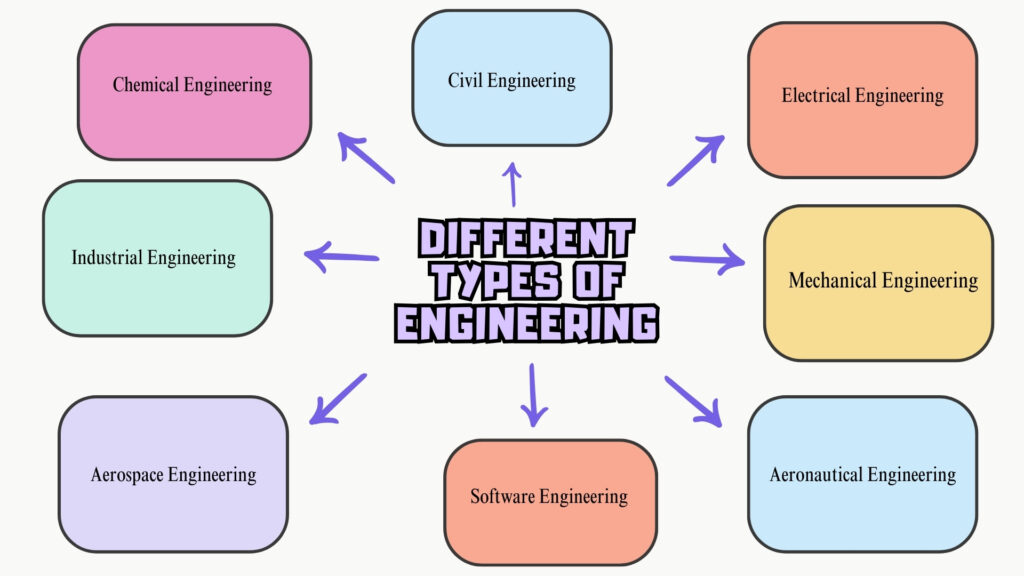 Chemical Engineering
Civil Engineering
Electrical Engineering
Industrial Engineering
DIFFERENT
TYPES OF
ENGINEERING
Mechanical Engineering
Aerospace Engineering
Software Engineering
Aeronautical Engineering